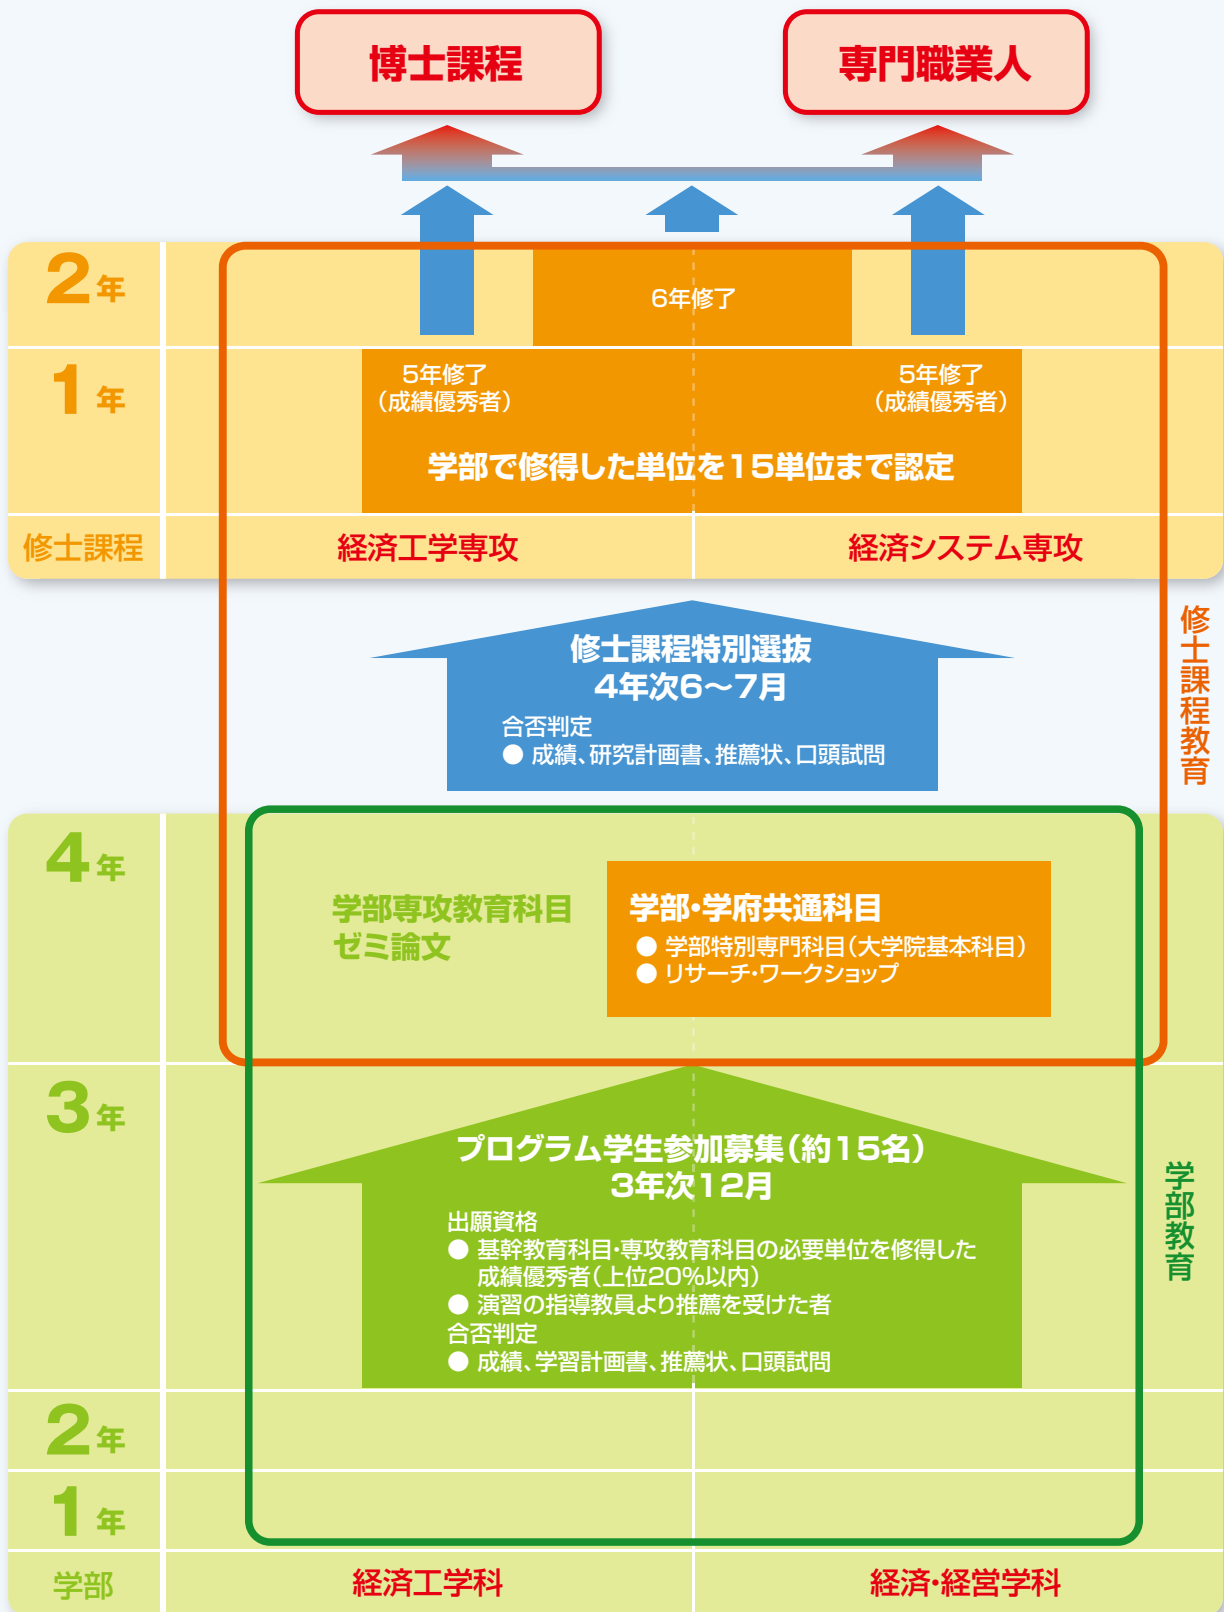 博士課程
専門職業人
2年
6年修了
1年
5年修了
（成績優秀者）
5年修了
（成績優秀者）
学部で修得した単位を15単位まで認定
修士課程
経済工学専攻
経済システム専攻
修士課程教育
修士課程特別選抜
4年次6～7月
合否判定
● 成績、研究計画書、推薦状、口頭試問
4年
学部専攻教育科目
ゼミ論文
学部・学府共通科目
● 学部特別専門科目（大学院基本科目）
● リサーチ・ワークショップ
3年
プログラム学生参加募集（約15名）
3年次12月
出願資格
● 基幹教育科目・専攻教育科目の必要単位を修得した
成績優秀者（上位20%以内）
● 演習の指導教員より推薦を受けた者
合否判定
● 成績、学習計画書、推薦状、口頭試問
学部教育
2年
1年
学部
経済工学科
経済・経営学科